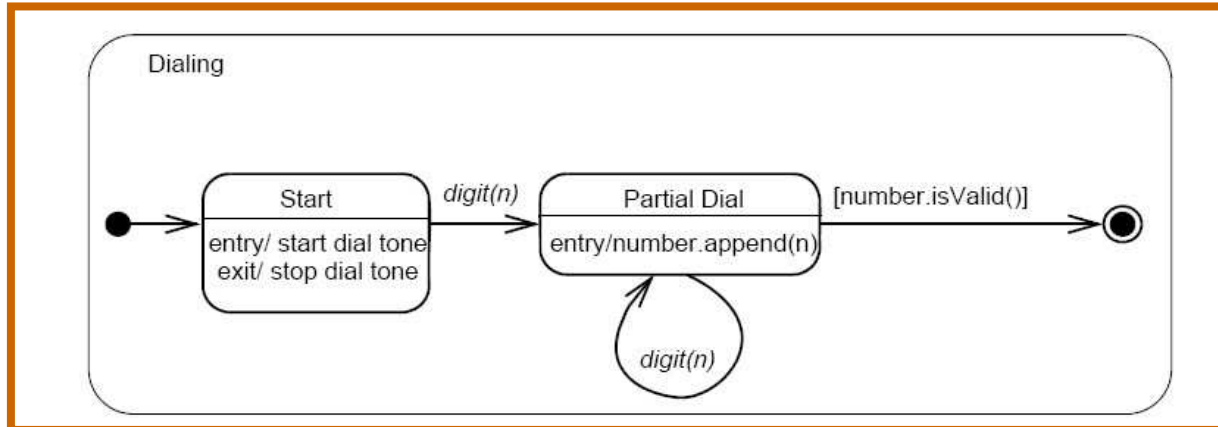 Dialing
Start
entry/ start dial tone
exit/ stop dial tone
digit(n)
Partial Dial
entry/number.append(n)
digit(n)
[number.isValid()]